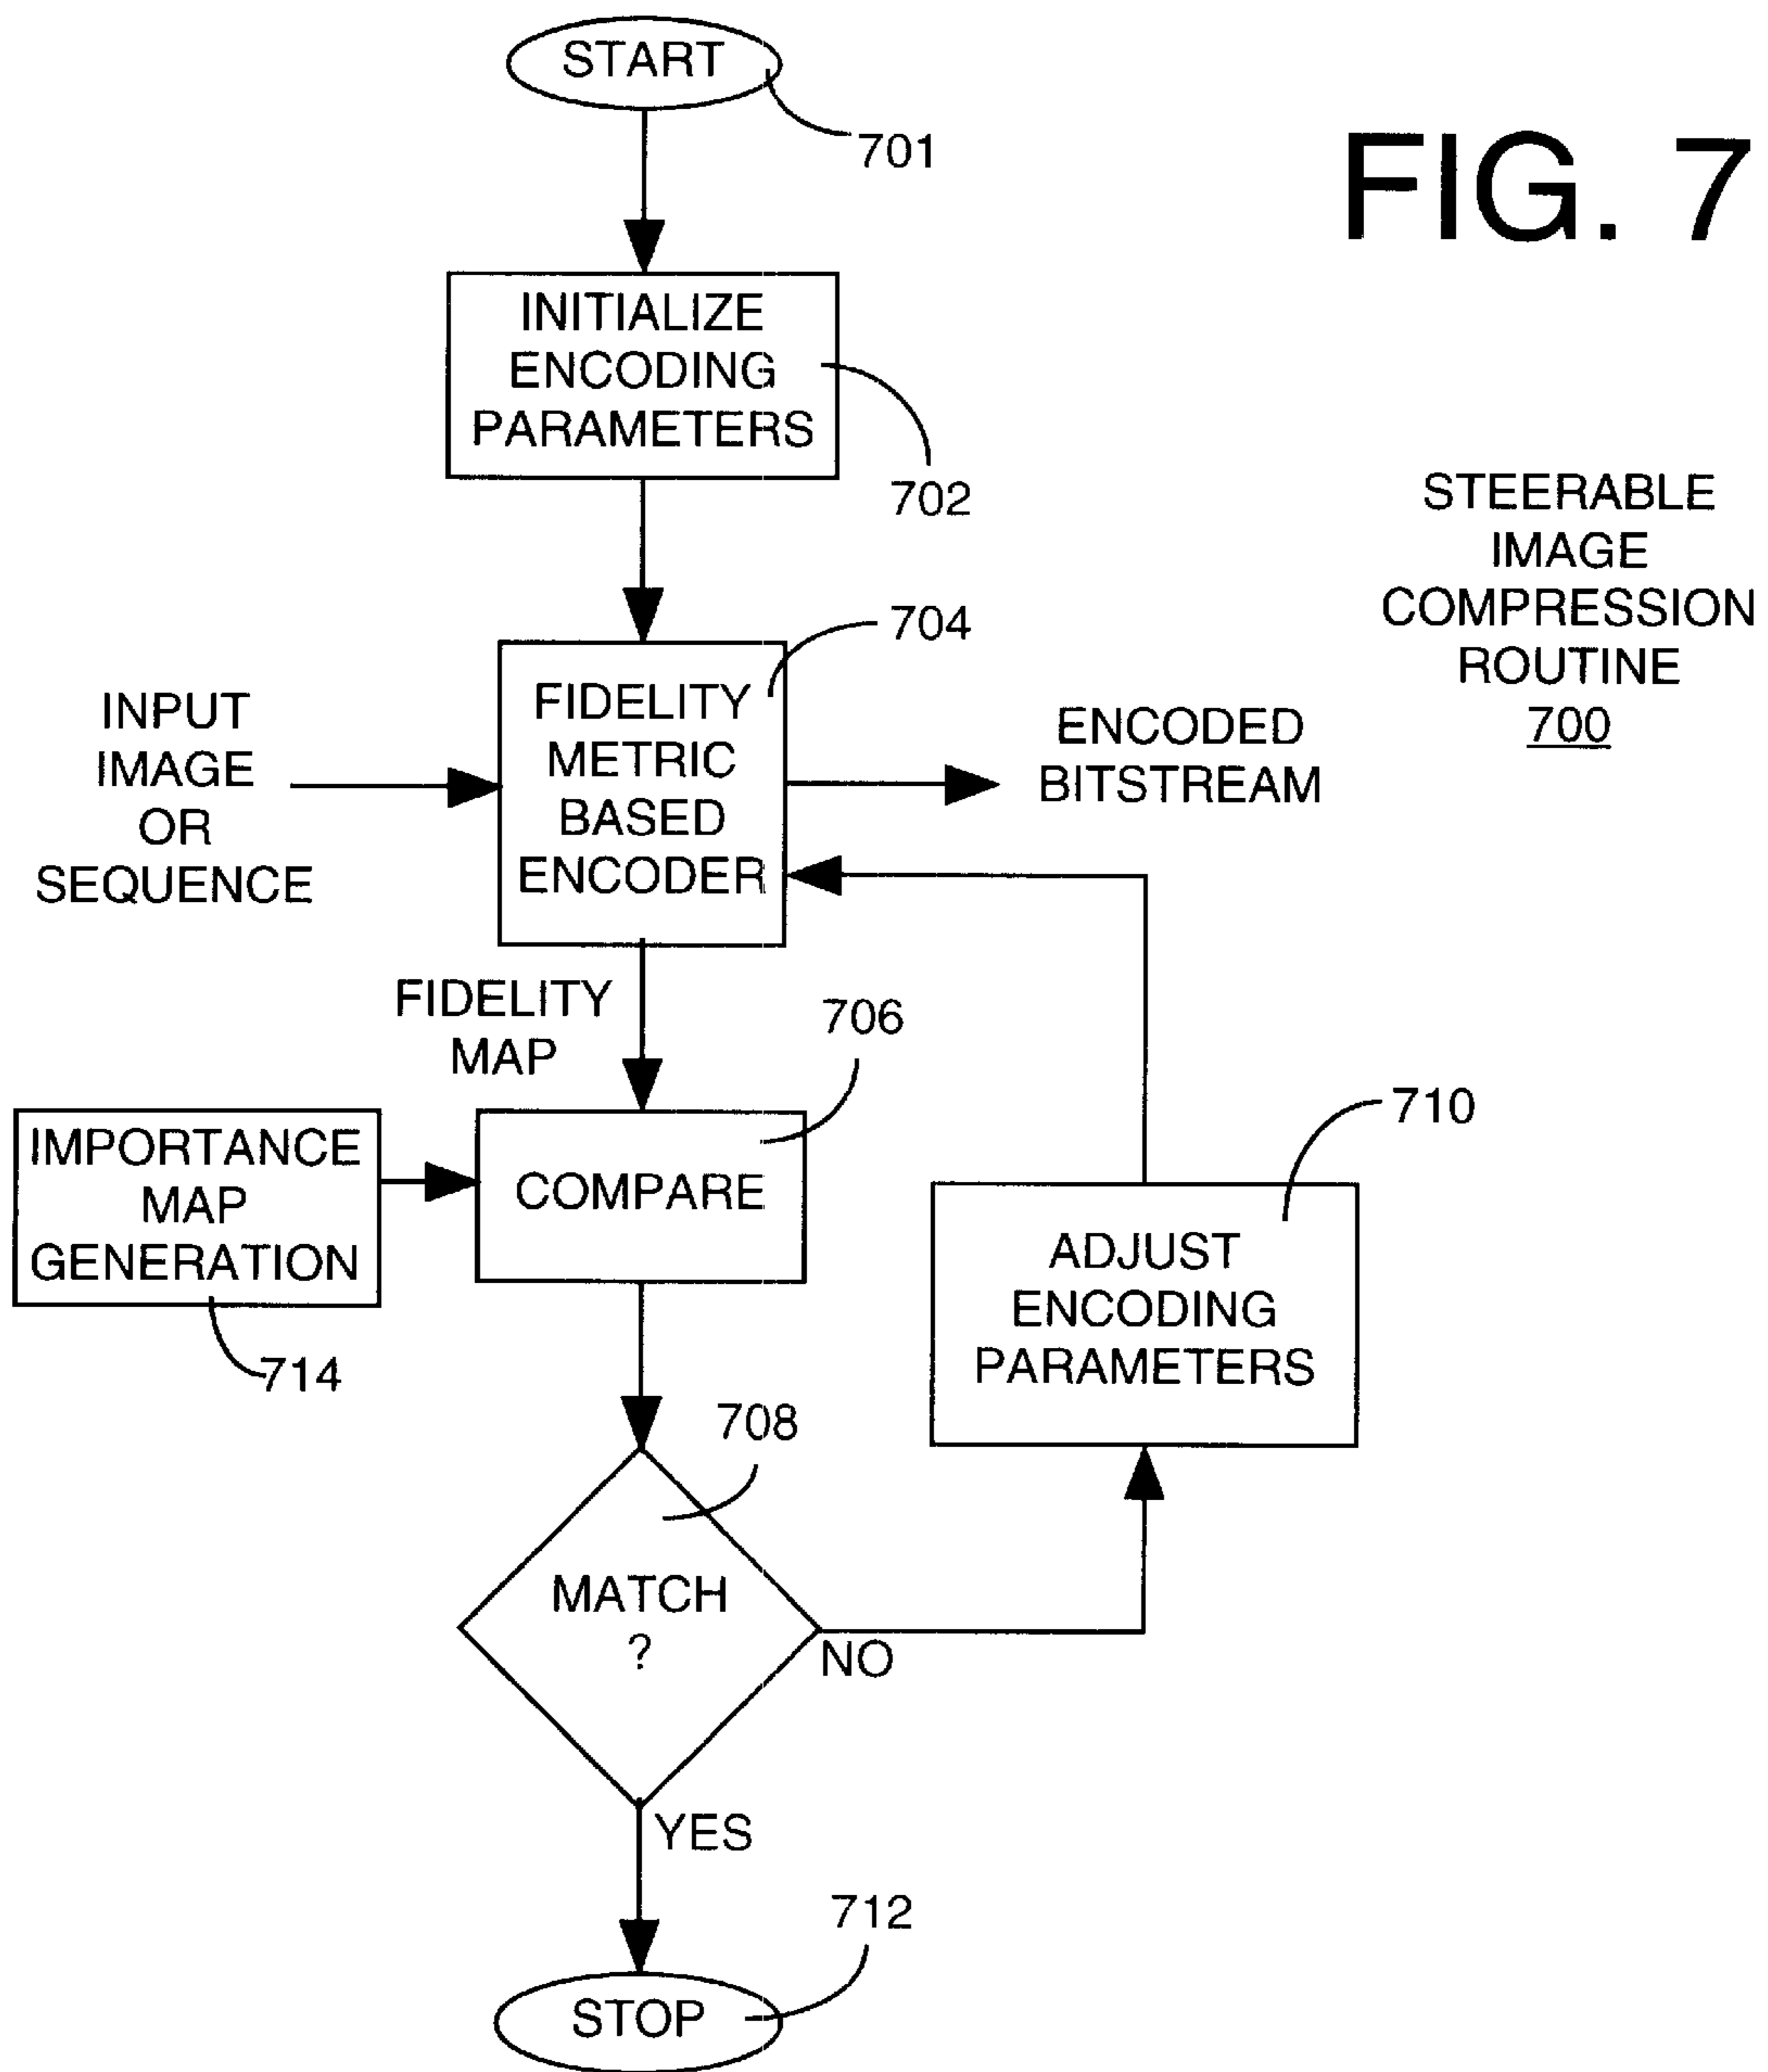 START
701
FIG. 7
INITIALIZE
ENCODING
PARAMETERS
702
STEERABLE
IMAGE
COMPRESSION
ROUTINE
700
704
INPUT
IMAGE
OR
SEQUENCE
FIDELITY
METRIC
BASED
ENCODER
ENCODED
BITSTREAM
FIDELITY
MAP
706
IMPORTANCE
MAP
GENERATION
714
COMPARE
710
ADJUST
ENCODING
PARAMETERS
708
MATCH
?
NO
YES
712
STOP